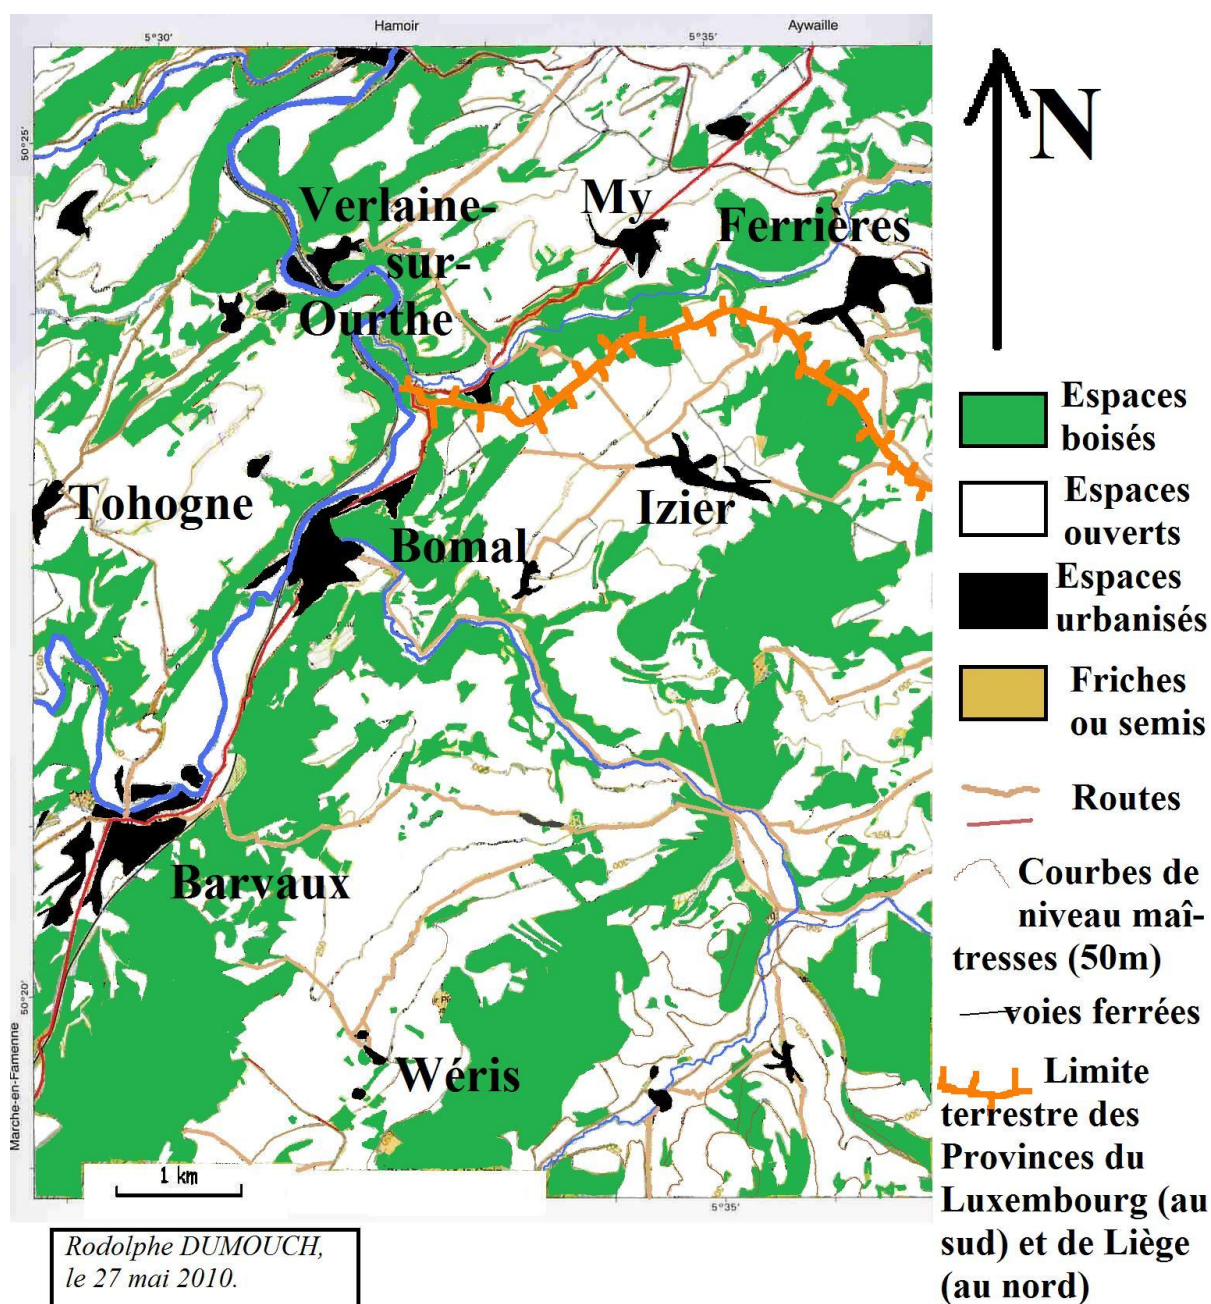 Hamoir
Aywaille
5°30'
5°35'
50°25'
Verlaine-
sur-
Ourthe
My
Ferrières
Tohogne
Izier
Bomal
Barvaux
50°20'
Marche-en-Famenne
Wéris
1 km
5°35'
Rodolphe DUMOUCH,
le 27 mai 2010.
N
Espaces
boisés
Espaces
ouverts
Espaces
urbanisés
Friches
ou semis
Routes
Courbes de
niveau maî-
tresses (50m)
voies ferrées
Limite
terrestre des
Provinces du
Luxembourg (au
sud) et de Liège
(au nord)